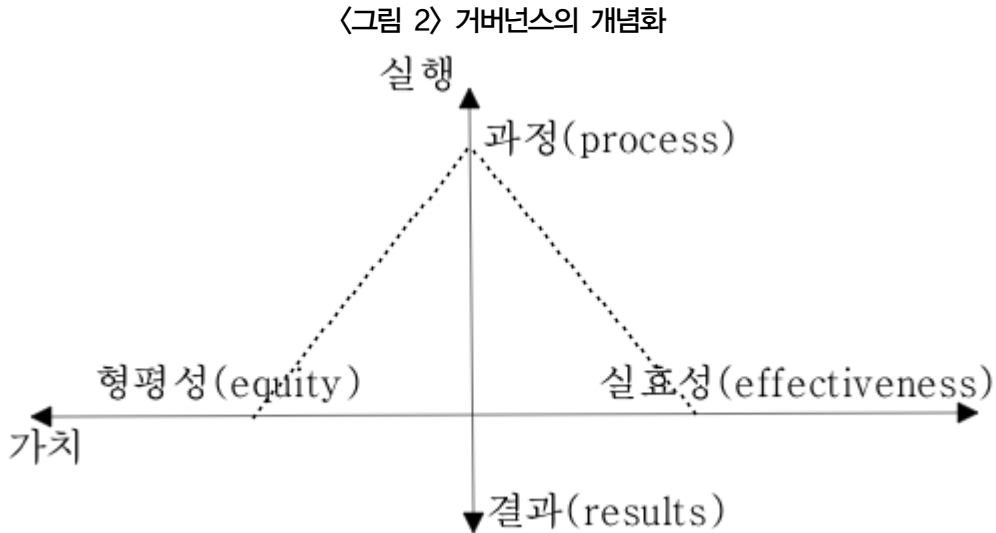 〈그림 2〉 거버넌스의 개념화
실행
과정(process)
형평성(equity)
실효성(effectiveness)
가치
결과(results)